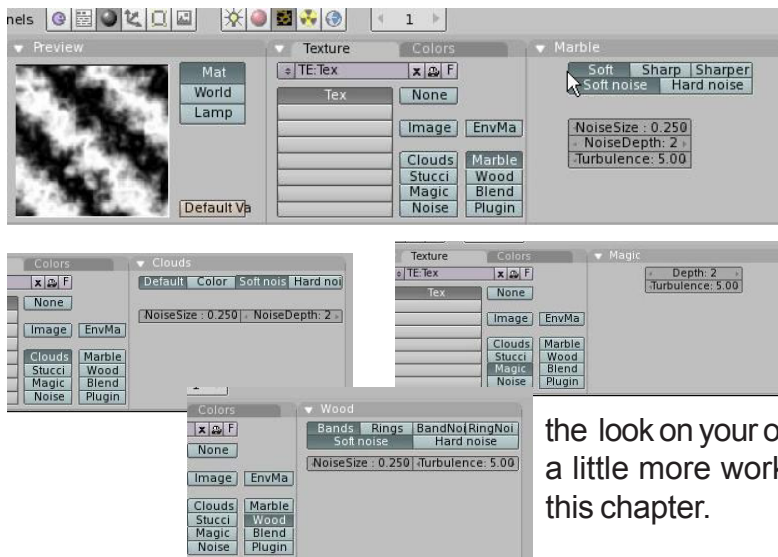 nels
1
Preview
Mat
World
Lamp
Default Va
Texture Colors
TE:Tex F
Tex
None
Image EnvMa
Clouds Marble
Stucci Wood
Magic Blend
Noise Plugin
Marble
Soft Sharp Sharper
Soft noise Hard noise
NoiseSize : 0.250
NoiseDepth: 2
Turbulence: 5.00
Colors
F
None
Image EnvMa
Clouds Marble
Stucci Wood
Magic Blend
Noise Plugin
Clouds
Default Color Soft nois Hard noi
NoiseSize : 0.250 NoiseDepth: 2
Texture Colors
TE:Tex F
Tex
None
Image EnvMa
Clouds Marble
Stucci Wood
Magic Blend
Noise Plugin
Magic
Depth: 2
Turbulence: 5.00
Colors
F
None
Image EnvMa
Clouds Marble
Stucci Wood
Magic Blend
Noise Plugin
Wood
Bands Rings BandNoi RingNoi
Soft noise Hard noise
NoiseSize : 0.250 Turbulence: 5.00
the look on your o
a little more work
this chapter.